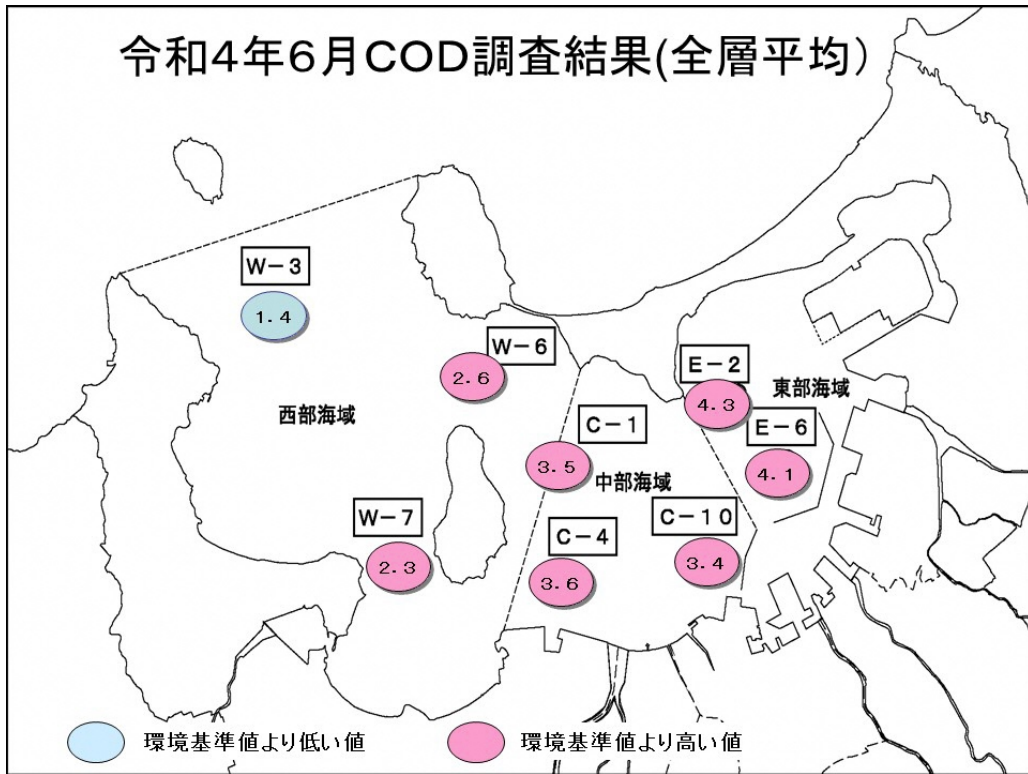 令和4年6月COD調査結果(全層平均)
W-3
1.4
W-6
2.6
E-2
4.3
東部海域
西部海域
C-1
E-6
3.5
中部海域
4.1
W-7
2.3
C-4
3.6
C-10
3.4
環境基準値より低い値
環境基準値より高い値